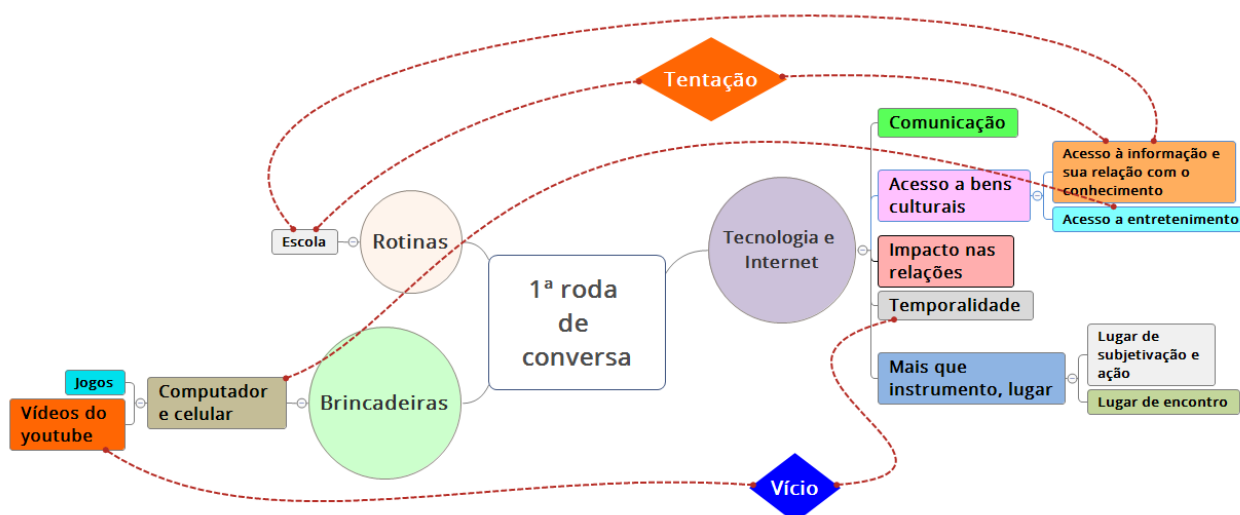 Tentação
Comunicação
Acesso à informação e
sua relação com o
conhecimento
Acesso a bens
culturais
Acesso a entretenimento
Escola
Rotinas
Tecnologia e
Internet
Impacto nas
relações
1ª roda
de
conversa
Temporalidade
Lugar de
subjetivação e
ação
Mais que
instrumento, lugar
Lugar de encontro
Jogos
Computador
e celular
Brincadeiras
Vídeos do
youtube
Vício